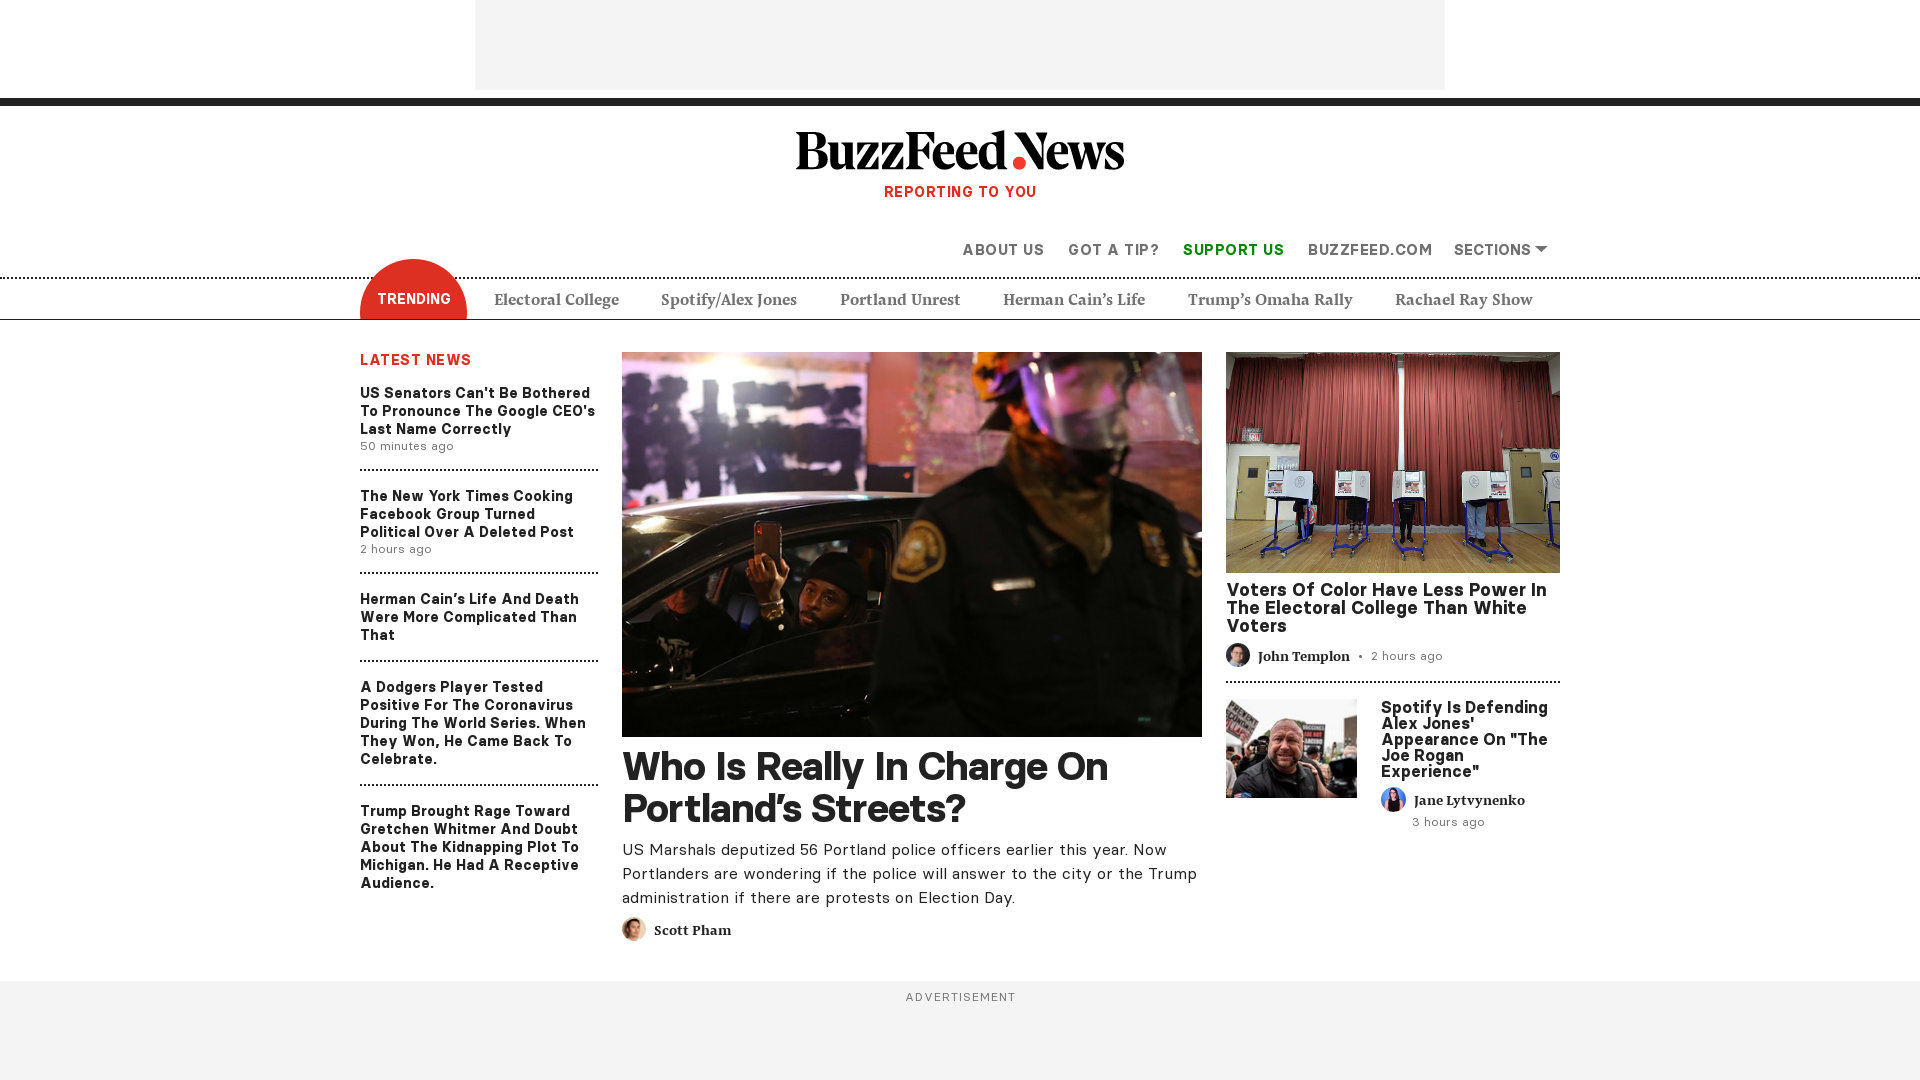 BuzzFeed News
REPORTING TO YOU
ABOUT US GOT A TIP? SUPPORT US BUZZFEED.COM SECTIONS
TRENDING Electoral College Spotify/Alex Jones Portland Unrest Herman Cain’s Life Trump’s Omaha Rally Rachael Ray Show
LATEST NEWS
US Senators Can't Be Bothered
To Pronounce The Google CEO's
Last Name Correctly
50 minutes ago
The New York Times Cooking
Facebook Group Turned
Political Over A Deleted Post
2 hours ago
Herman Cain’s Life And Death
Were More Complicated Than
That
A Dodgers Player Tested
Positive For The Coronavirus
During The World Series. When
They Won, He Came Back To
Celebrate.
Trump Brought Rage Toward
Gretchen Whitmer And Doubt
About The Kidnapping Plot To
Michigan. He Had A Receptive
Audience.
Who Is Really In Charge On
Portland’s Streets?
US Marshals deputized 56 Portland police officers earlier this year. Now
Portlanders are wondering if the police will answer to the city or the Trump
administration if there are protests on Election Day.
Scott Pham
Voters Of Color Have Less Power In
The Electoral College Than White
Voters
John Templon • 2 hours ago
Spotify Is Defending
Alex Jones'
Appearance On "The
Joe Rogan
Experience"
Jane Lytvynenko
3 hours ago
ADVERTISEMENT